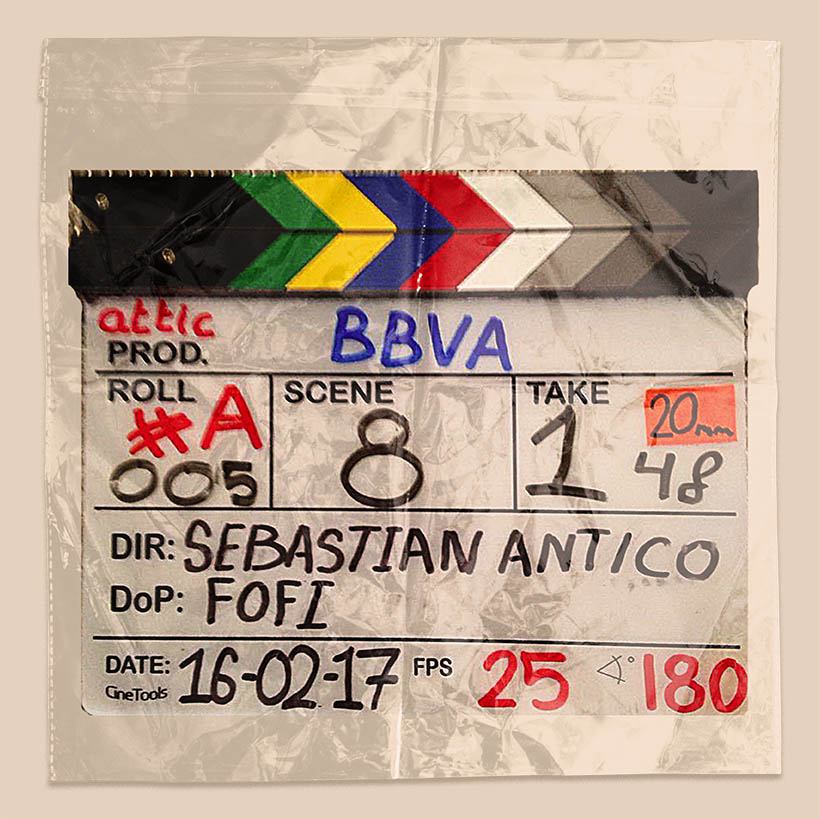 attic BBVA
PROD.
ROLL SCENE TAKE
#A 8 1 20mm
005 48
DIR: SEBASTIAN ANTICO
DoP: FOFI
DATE: 16-02-17 FPS 25 ∢° 180
CineTools